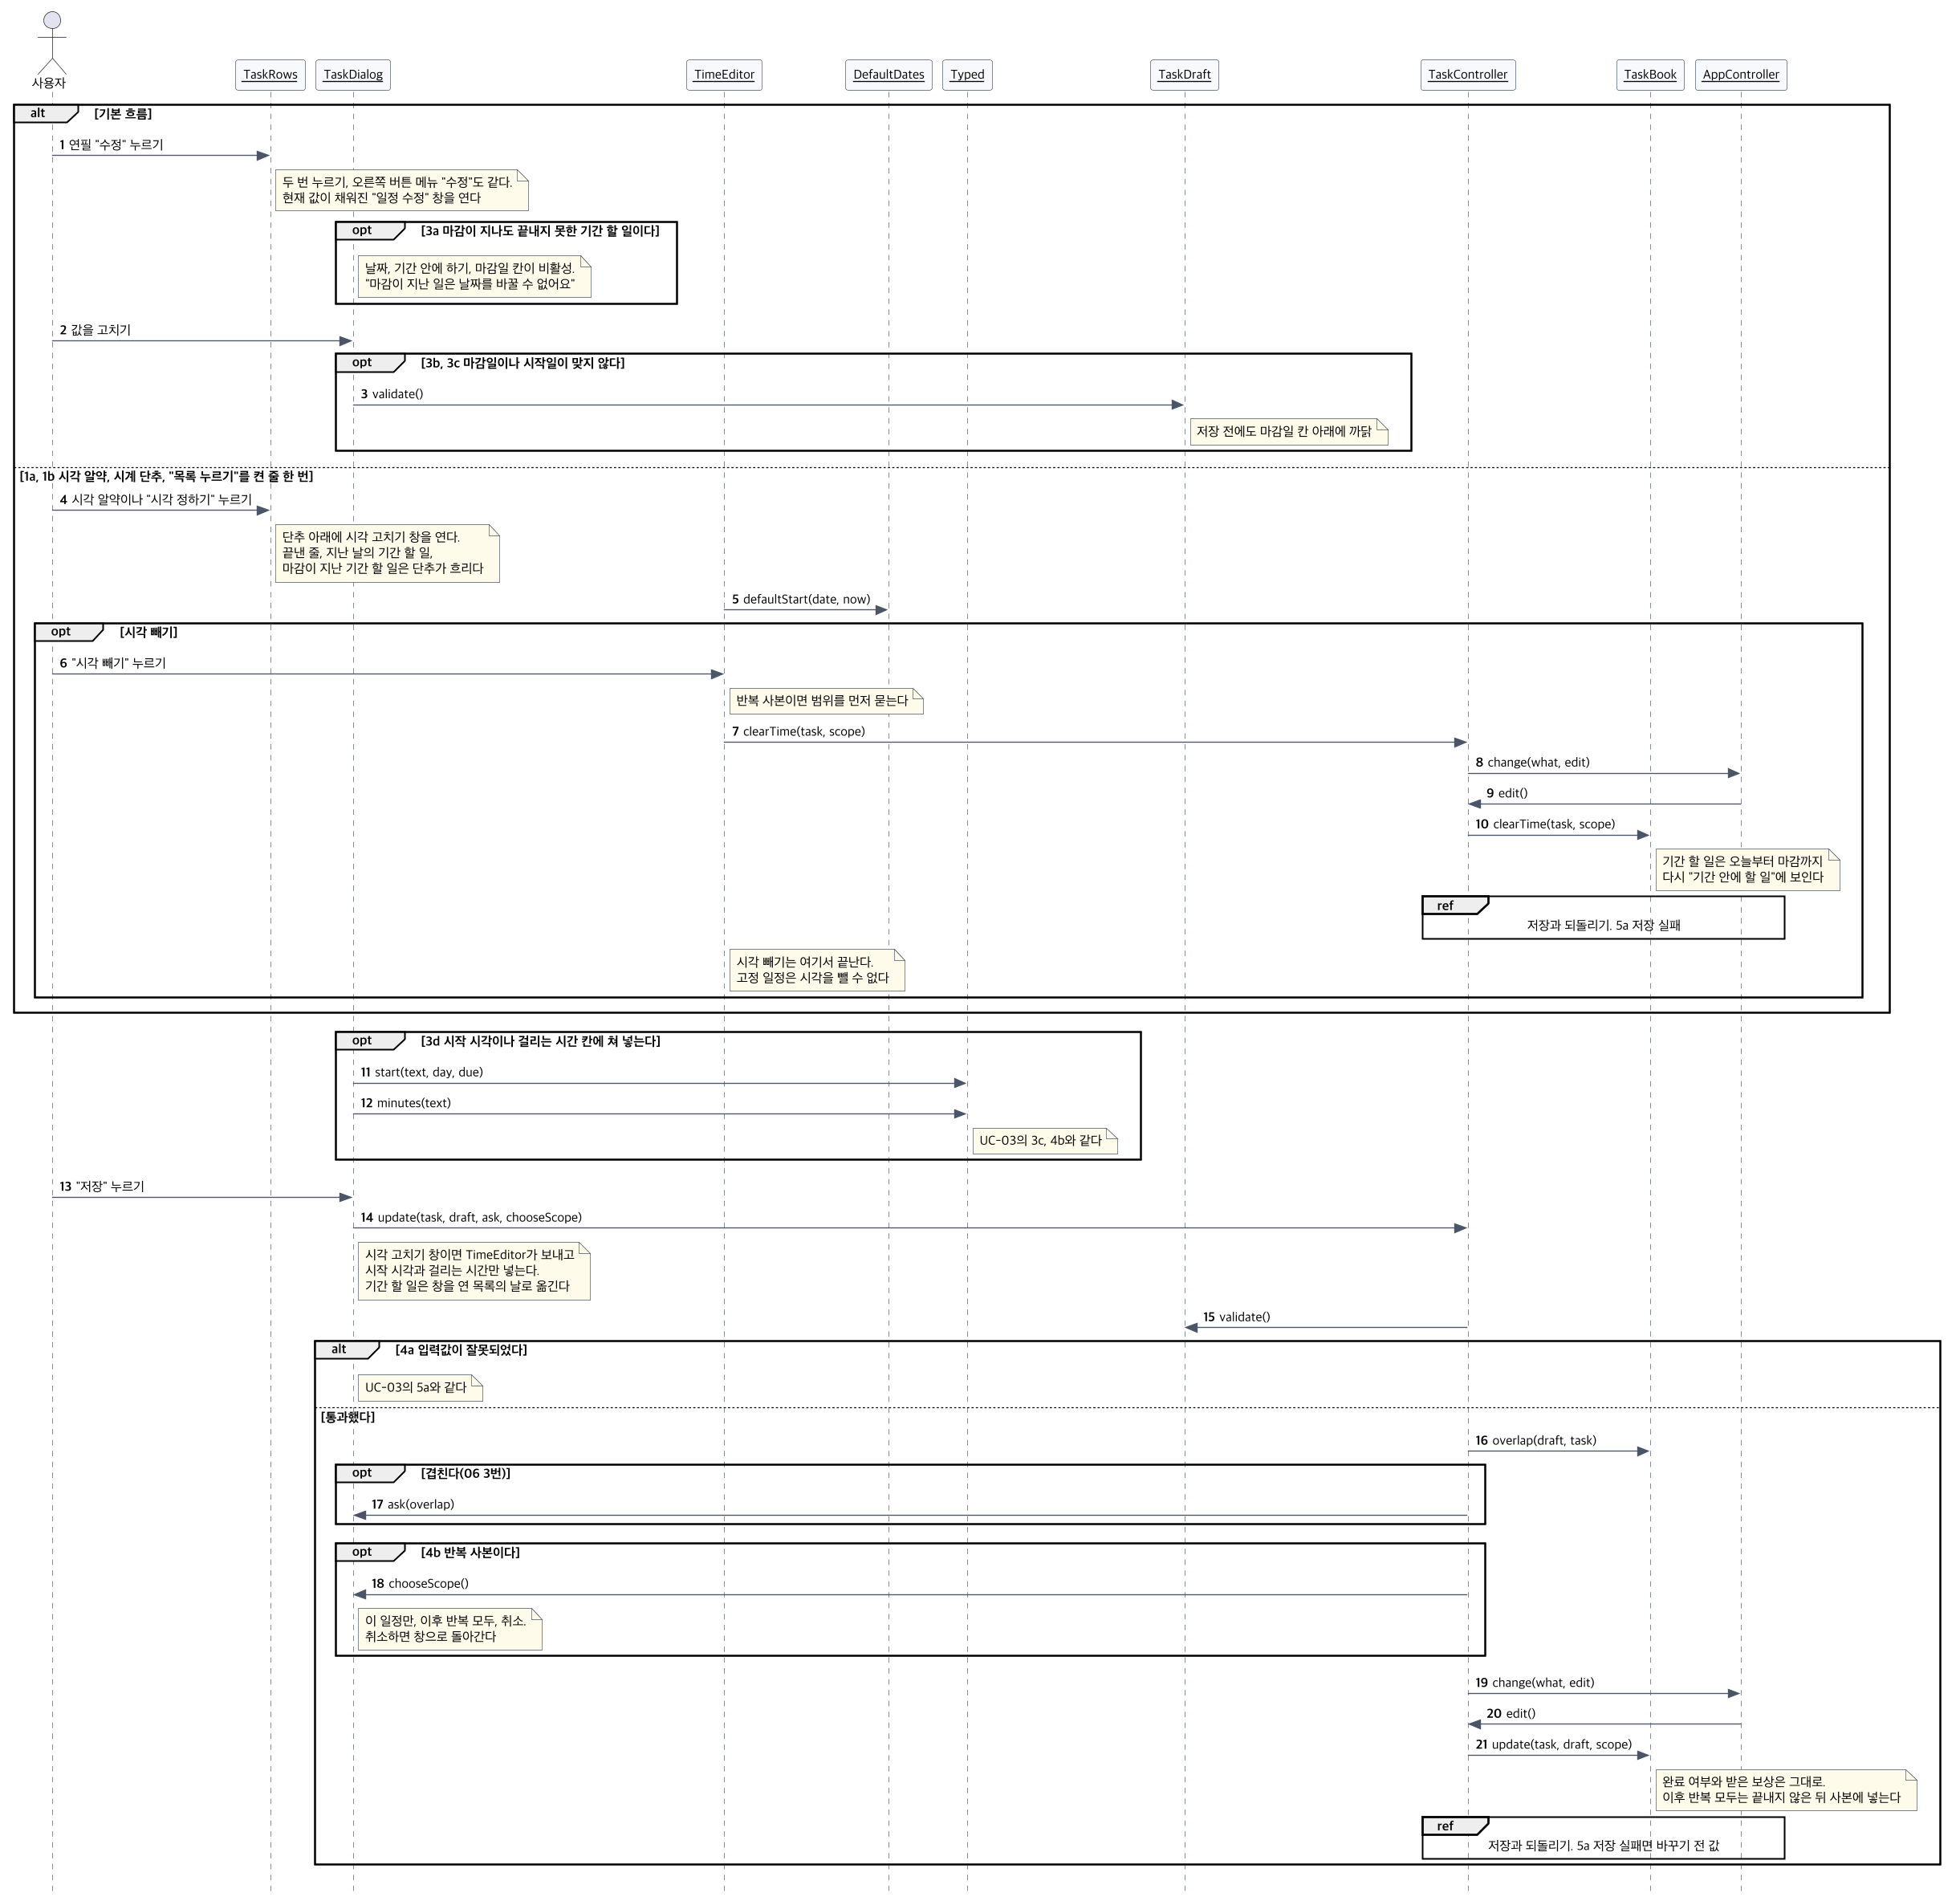 사용자
TaskRows
TaskDialog
TimeEditor
DefaultDates
Typed
TaskDraft
TaskController
TaskBook
AppController
alt [기본 흐름]
1 연필 "수정" 누르기
두 번 누르기, 오른쪽 버튼 메뉴 "수정"도 같다.
현재 값이 채워진 "일정 수정" 창을 연다
opt [3a 마감이 지나도 끝내지 못한 기간 할 일이다]
날짜, 기간 안에 하기, 마감일 칸이 비활성.
"마감이 지난 일은 날짜를 바꿀 수 없어요"
2 값을 고치기
opt [3b, 3c 마감일이나 시작일이 맞지 않다]
3 validate()
저장 전에도 마감일 칸 아래에 까닭
[1a, 1b 시각 알약, 시계 단추, "목록 누르기"를 켠 줄 한 번]
4 시각 알약이나 "시각 정하기" 누르기
단추 아래에 시각 고치기 창을 연다.
끝낸 줄, 지난 날의 기간 할 일,
마감이 지난 기간 할 일은 단추가 흐리다
5 defaultStart(date, now)
opt [시각 빼기]
6 "시각 빼기" 누르기
반복 사본이면 범위를 먼저 묻는다
7 clearTime(task, scope)
8 change(what, edit)
9 edit()
10 clearTime(task, scope)
기간 할 일은 오늘부터 마감까지
다시 "기간 안에 할 일"에 보인다
ref
저장과 되돌리기. 5a 저장 실패
시각 빼기는 여기서 끝난다.
고정 일정은 시각을 뺄 수 없다
opt [3d 시작 시각이나 걸리는 시간 칸에 쳐 넣는다]
11 start(text, day, due)
12 minutes(text)
UC-03의 3c, 4b와 같다
13 "저장" 누르기
14 update(task, draft, ask, chooseScope)
시각 고치기 창이면 TimeEditor가 보내고
시작 시각과 걸리는 시간만 넣는다.
기간 할 일은 창을 연 목록의 날로 옮긴다
15 validate()
alt [4a 입력값이 잘못되었다]
UC-03의 5a와 같다
[통과했다]
16 overlap(draft, task)
opt [겹친다(06 3번)]
17 ask(overlap)
opt [4b 반복 사본이다]
18 chooseScope()
이 일정만, 이후 반복 모두, 취소.
취소하면 창으로 돌아간다
19 change(what, edit)
20 edit()
21 update(task, draft, scope)
완료 여부와 받은 보상은 그대로.
이후 반복 모두는 끝내지 않은 뒤 사본에 넣는다
ref
저장과 되돌리기. 5a 저장 실패면 바꾸기 전 값